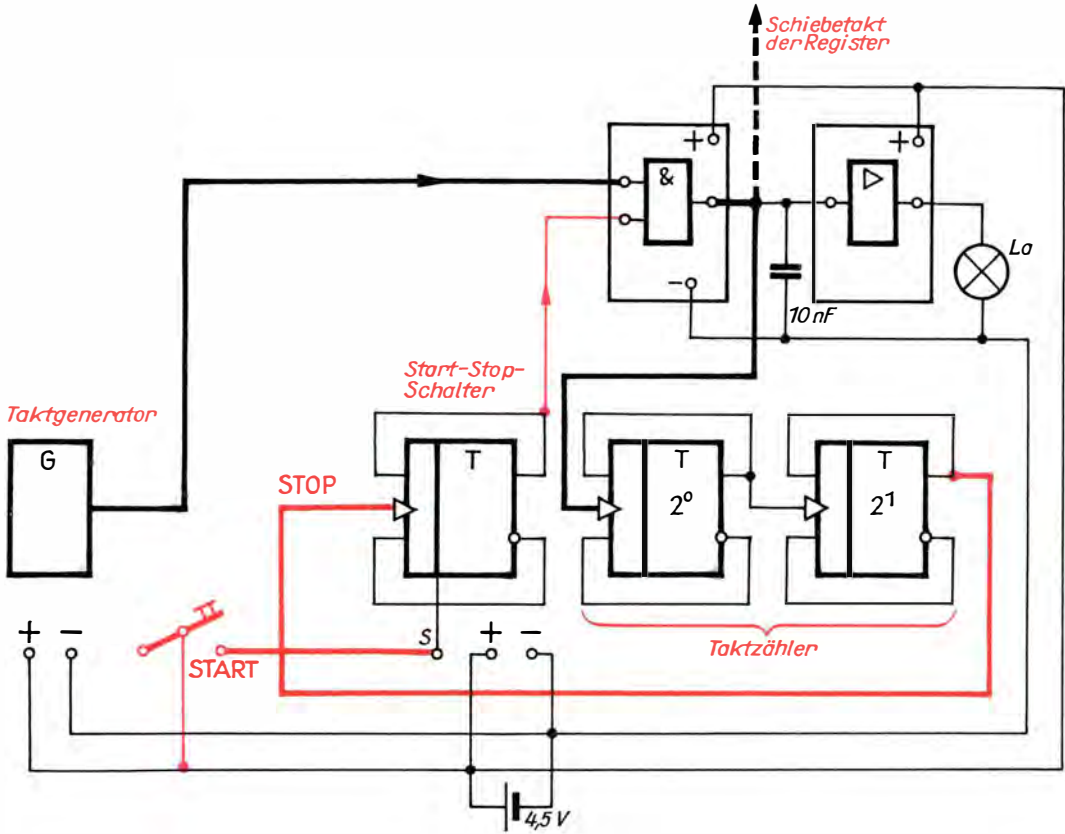 Schiebetakt
der Register
+
+
&
▷
-
La
10 nF
Start-Stop-
Schalter
Taktgenerator
G
T
T
T
STOP
2⁰
2¹
+ -
S
+ -
START
Taktzähler
4,5 V